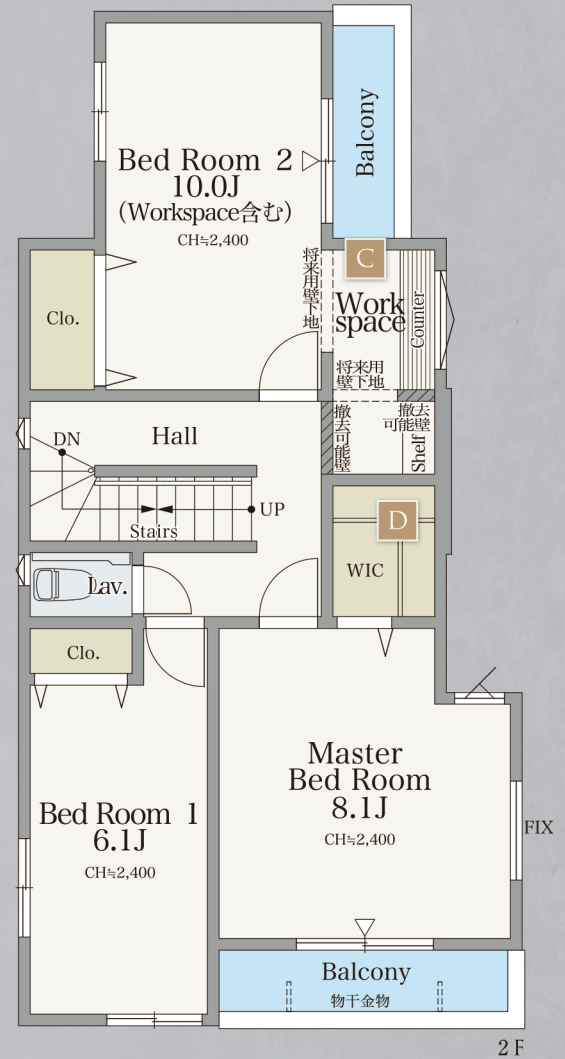 Balcony
Bed Room 2
10.0J
(Workspace含む)
CH≒2,400
Clo.
将来用壁下地
C
Work
space
Counter
将来用
壁下地
撤去可能壁
撤去
可能壁
Shelf
Hall
DN
UP
Stairs
D
WIC
Lav.
Clo.
Bed Room 1
6.1J
CH≒2,400
Master
Bed Room
8.1J
CH≒2,400
FIX
Balcony
物干金物
2F